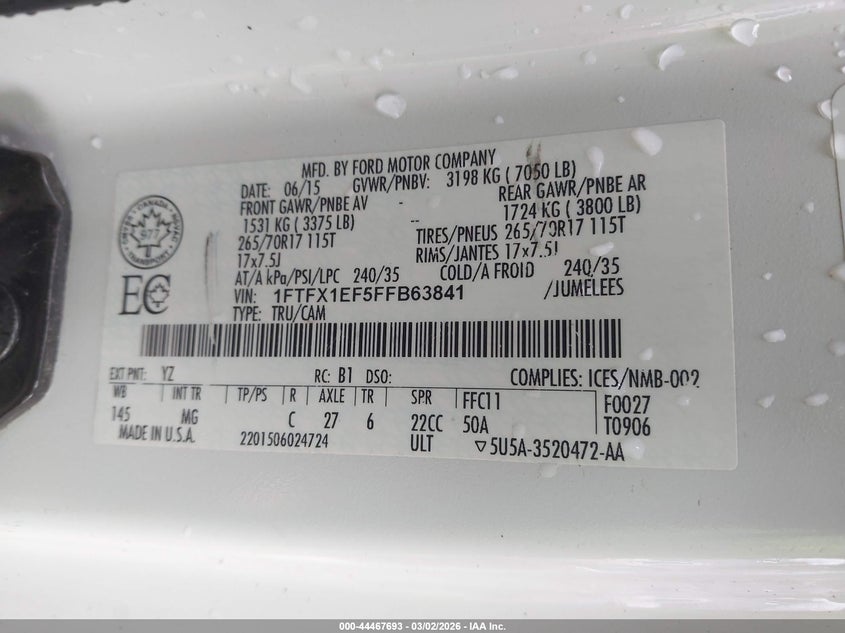 MFD. BY FORD MOTOR COMPANY
DATE: 06/15 GVWR/PNBV: 3198 KG ( 7050 LB)
FRONT GAWR/PNBE AV - REAR GAWR/PNBE AR
1531 KG ( 3375 LB) -- 1724 KG ( 3800 LB)
265/70R17 115T TIRES/PNEUS 265/70R17 115T
17x7.5J RIMS/JANTES 17x7.5J
AT/A kPa/PSI/LPC 240/35 COLD/A FROID 240/35
VIN: 1FTFX1EF5FFB63841 /JUMELEES
TYPE: TRU/CAM
CANADA
977
TRANSPORT
EC
EXT PNT: YZ RC: B1 DSO: COMPLIES: ICES/NMB-002
WB INT TR TP/PS R AXLE TR SPR FFC11 F0027
145 MG C 27 6 22CC 50A T0906
MADE IN U.S.A. 2201506024724 ULT ▽5U5A-3520472-AA
000-44467693 - 03/02/2026 - IAA Inc.